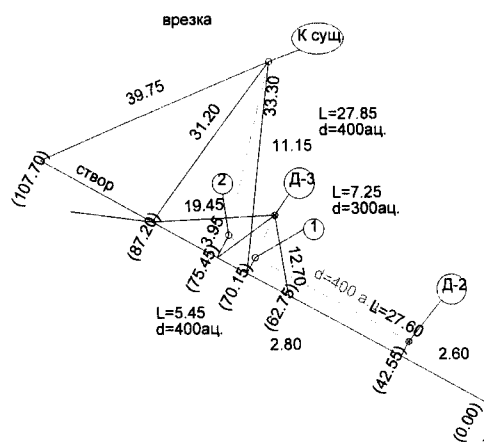 врезка
К сущ
39.75
31.20
33.30
L=27.85
d=400ац.
11.15
(107.70)
створ
2
Д-3
L=7.25
d=300ац.
19.45
(87.20)
3.95
1
(75.45)
(70.15)
12.70
d=400 а
L=27.60
Д-2
L=5.45
d=400ац.
(62.75)
2.80
(42.55)
2.60
(0.00)